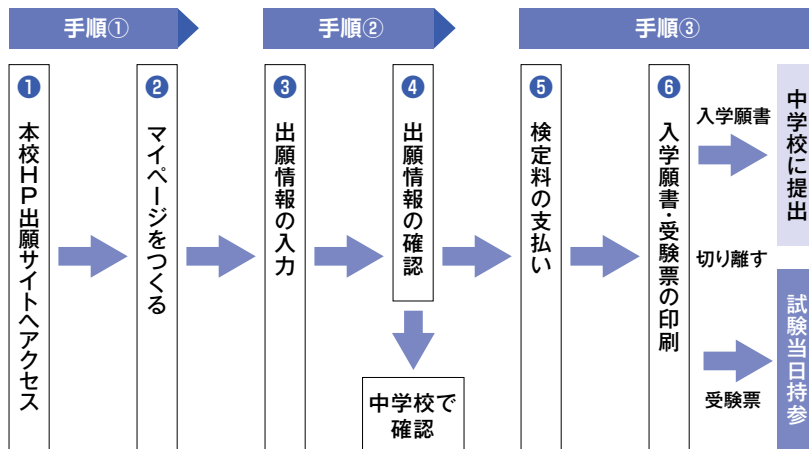 手順①
手順②
手順③
❶ 本校HP出願サイトへアクセス
❷ マイページをつくる
❸ 出願情報の入力
❹ 出願情報の確認
中学校で
確認
❺ 検定料の支払い
❻ 入学願書・受験票の印刷
入学願書
中学校に提出
切り離す
受験票
試験当日持参